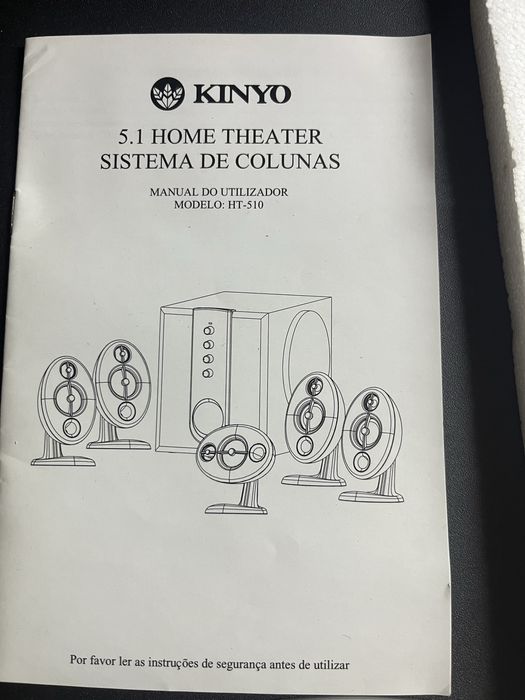 KINYO
5.1 HOME THEATER
SISTEMA DE COLUNAS
MANUAL DO UTILIZADOR
MODELO: HT-510
Por favor ler as instruções de segurança antes de utilizar